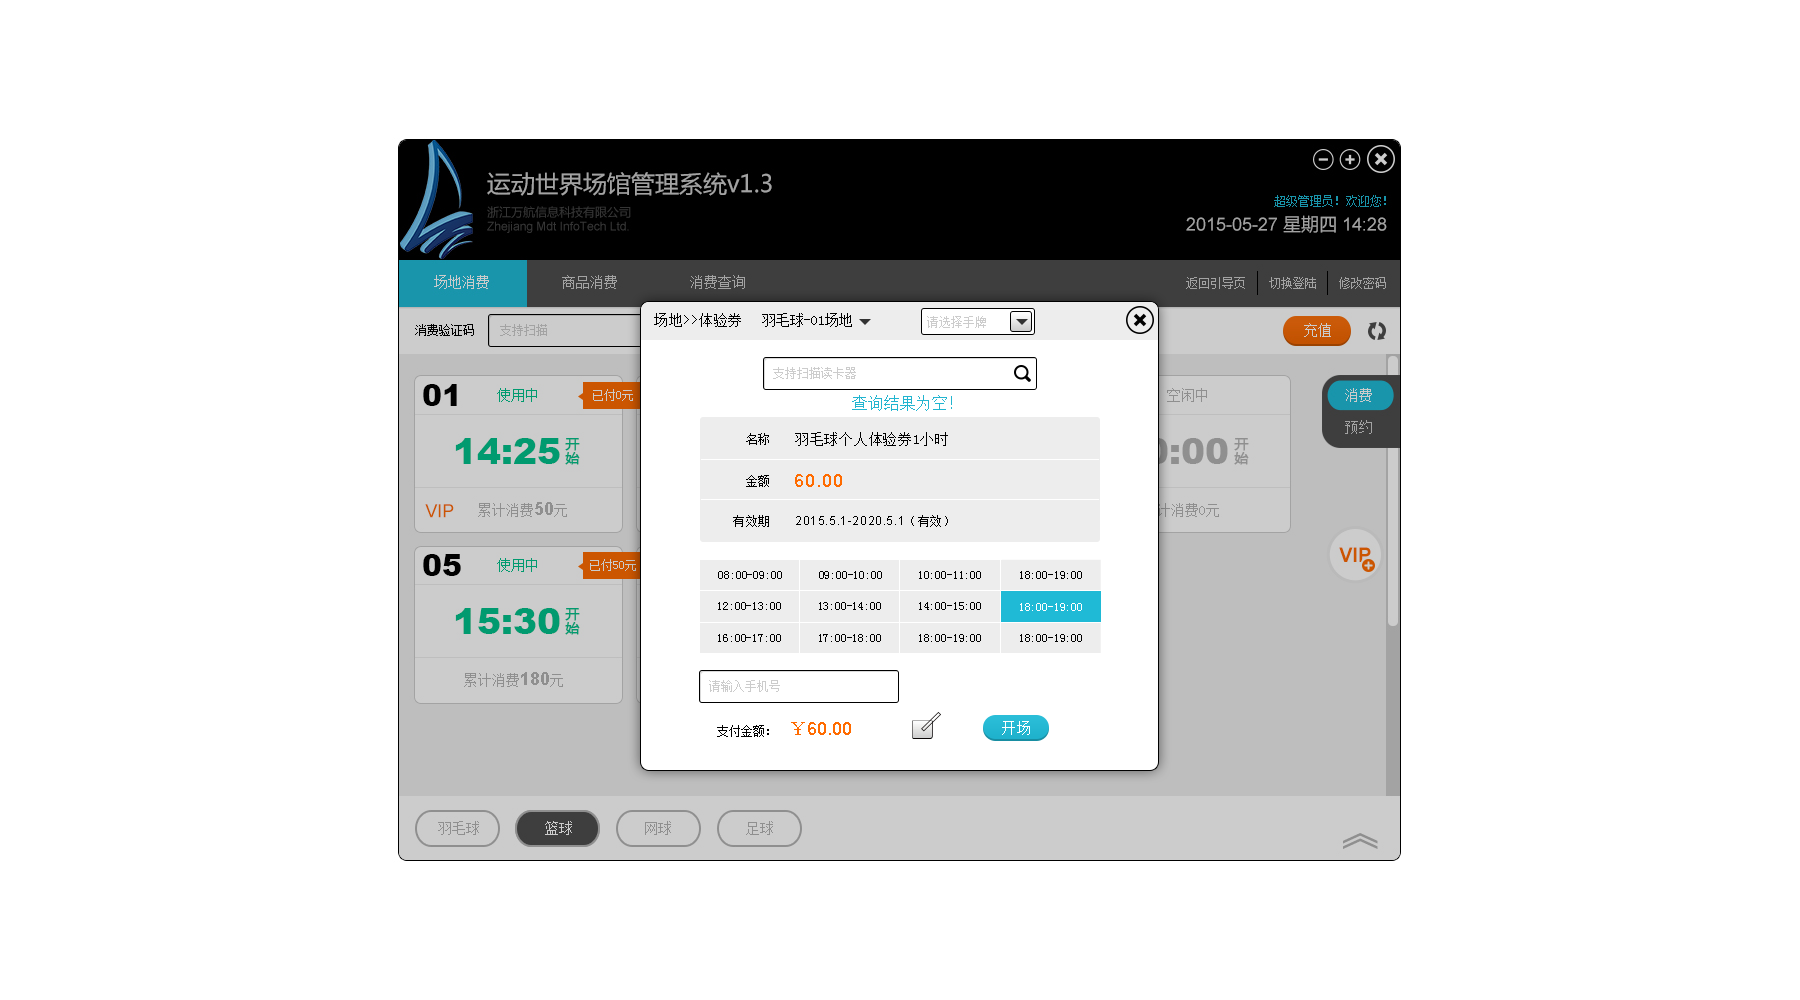 运动世界场馆管理系统v1.3
浙江万航信息科技有限公司
Zhejiang Mdt InfoTech Ltd.
超级管理员！欢迎您！
2015-05-27 星期四 14:28
场地消费 商品消费 消费查询 返回引导页 切换登陆 修改密码
消费验证码 支持扫描 充值
场地>>体验券 羽毛球-01场地 请选择手牌
支持扫描读卡器
查询结果为空！
名称 羽毛球个人体验券1小时
金额 60.00
有效期 2015.5.1-2020.5.1（有效）
08:00-09:00 09:00-10:00 10:00-11:00 18:00-19:00
12:00-13:00 13:00-14:00 14:00-15:00 18:00-19:00
16:00-17:00 17:00-18:00 18:00-19:00 18:00-19:00
请输入手机号
支付金额： ￥60.00 开场
01 使用中 已付0元
14:25 开始
VIP 累计消费50元
05 使用中 已付50元
15:30 开始
累计消费180元
空闲中
:00 开始
计消费0元
消费
预约
VIP
羽毛球 篮球 网球 足球